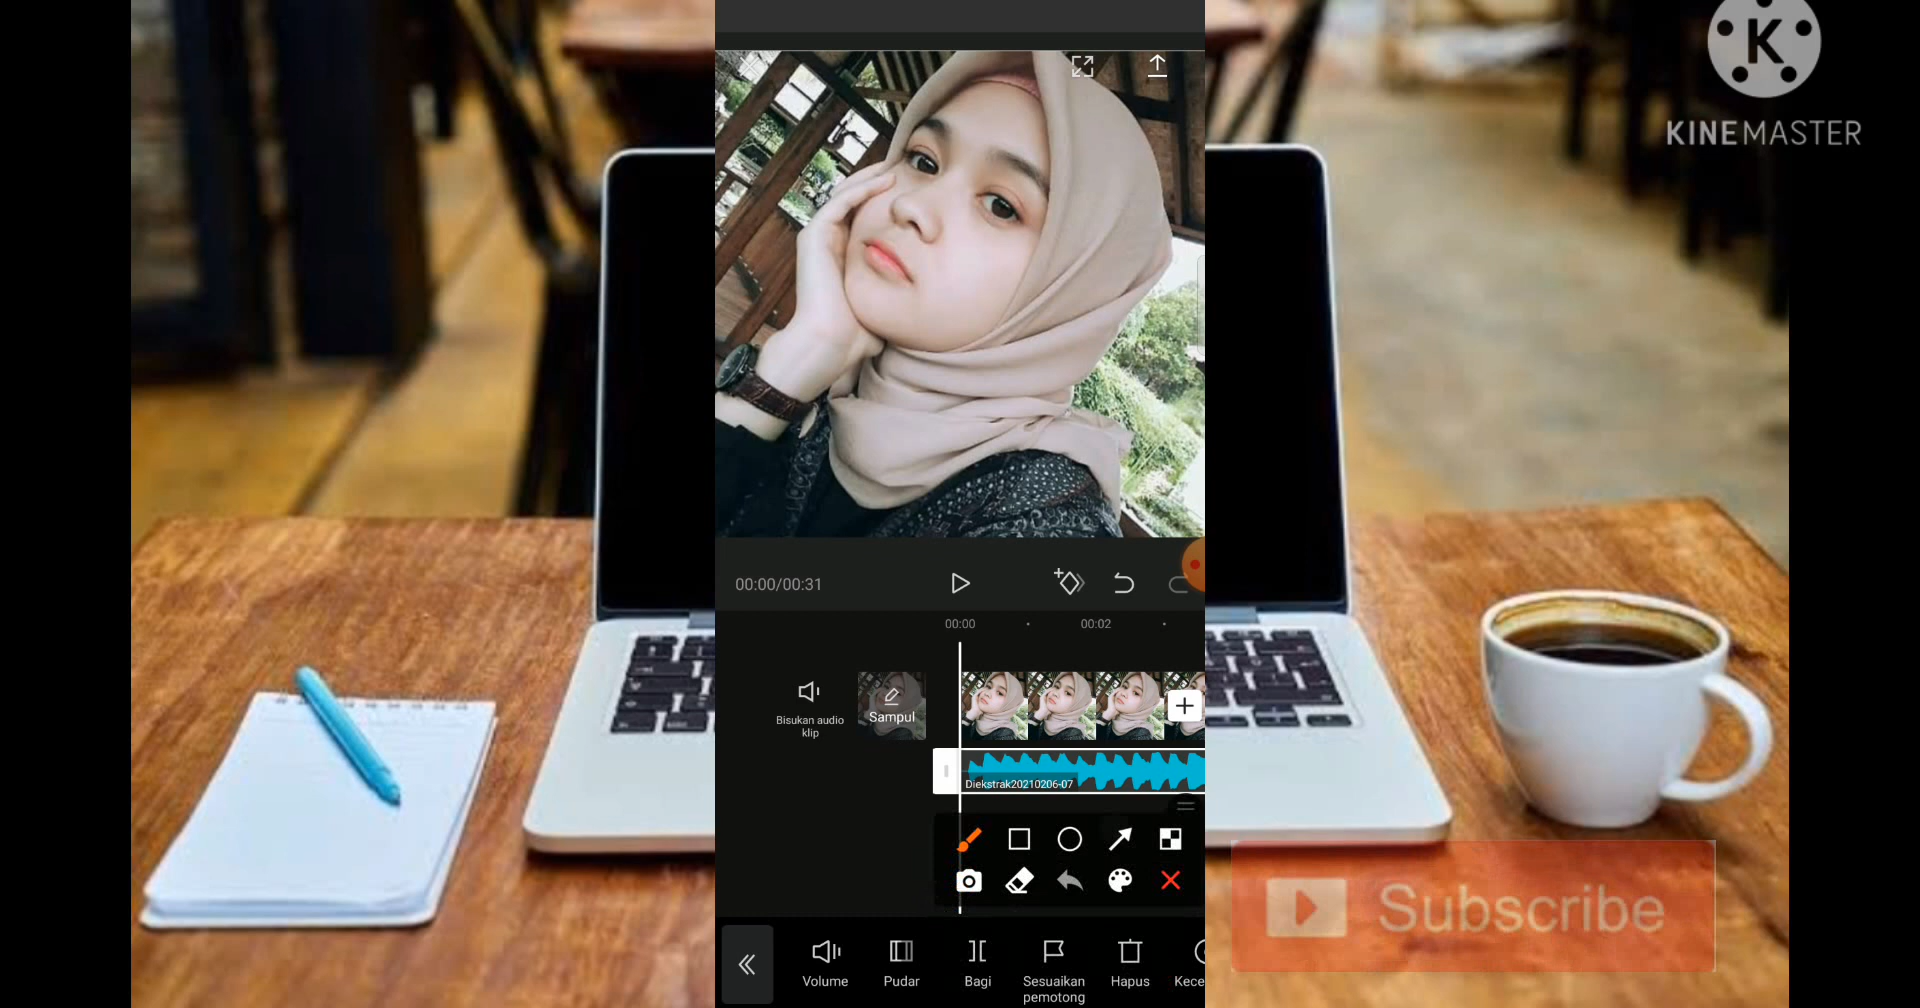 KINEMASTER
00:00/00:31
00:00
00:02
Bisukan audio
klip
Sampul
Diekstrak20210206-07
Volume
Pudar
Bagi
Sesuaikan
pemotong
Hapus
Kece
Subscribe